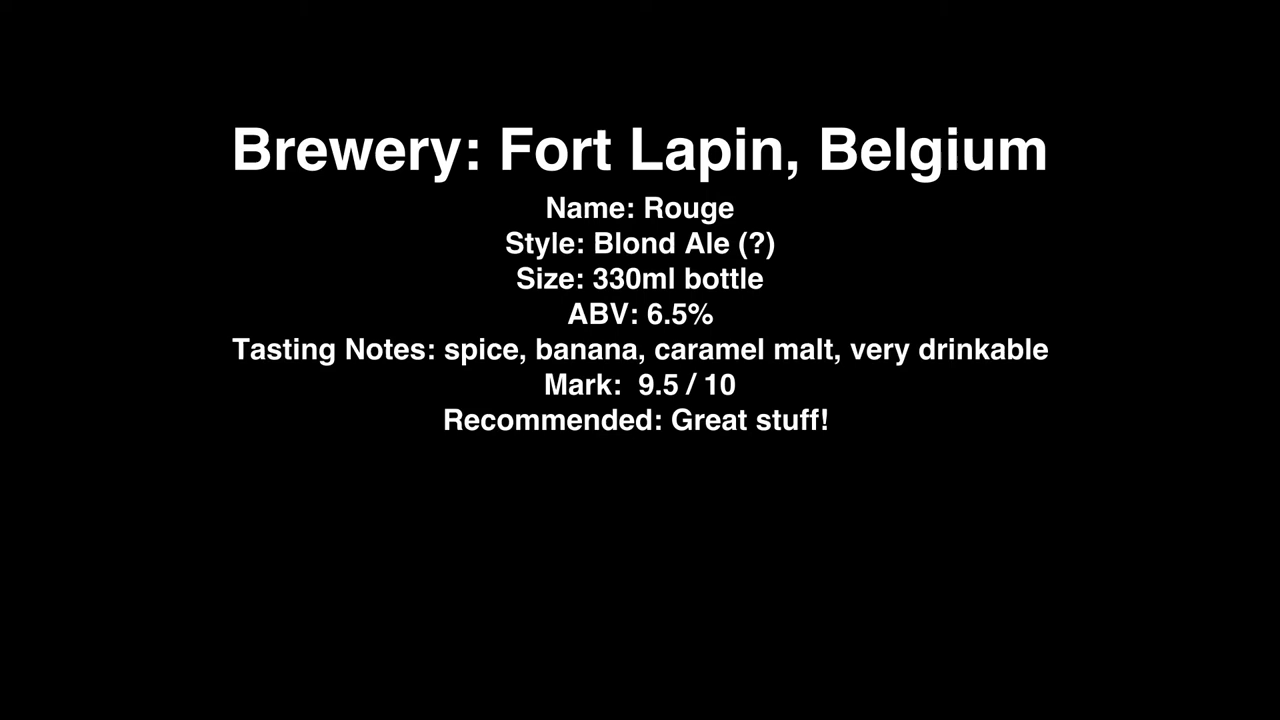 Brewery: Fort Lapin, Belgium
Name: Rouge
Style: Blond Ale (?)
Size: 330ml bottle
ABV: 6.5%
Tasting Notes: spice, banana, caramel malt, very drinkable
Mark:  9.5 / 10
Recommended: Great stuff!